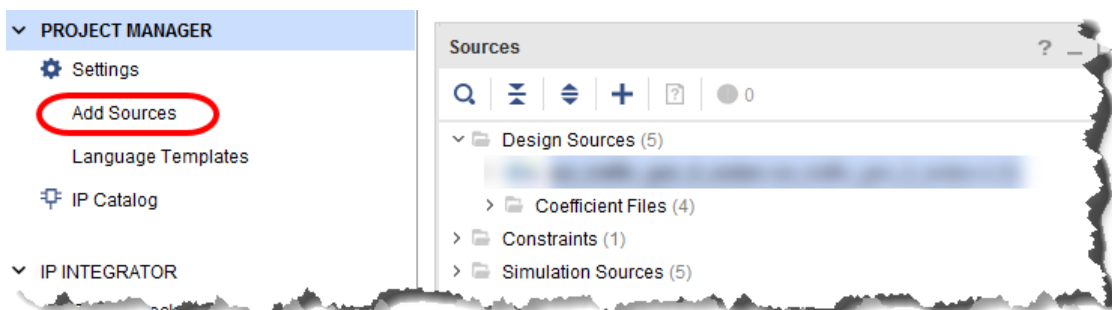 PROJECT MANAGER
Settings
Add Sources
Language Templates
IP Catalog
IP INTEGRATOR
Sources
? _
0
Design Sources (5)
Coefficient Files (4)
Constraints (1)
Simulation Sources (5)